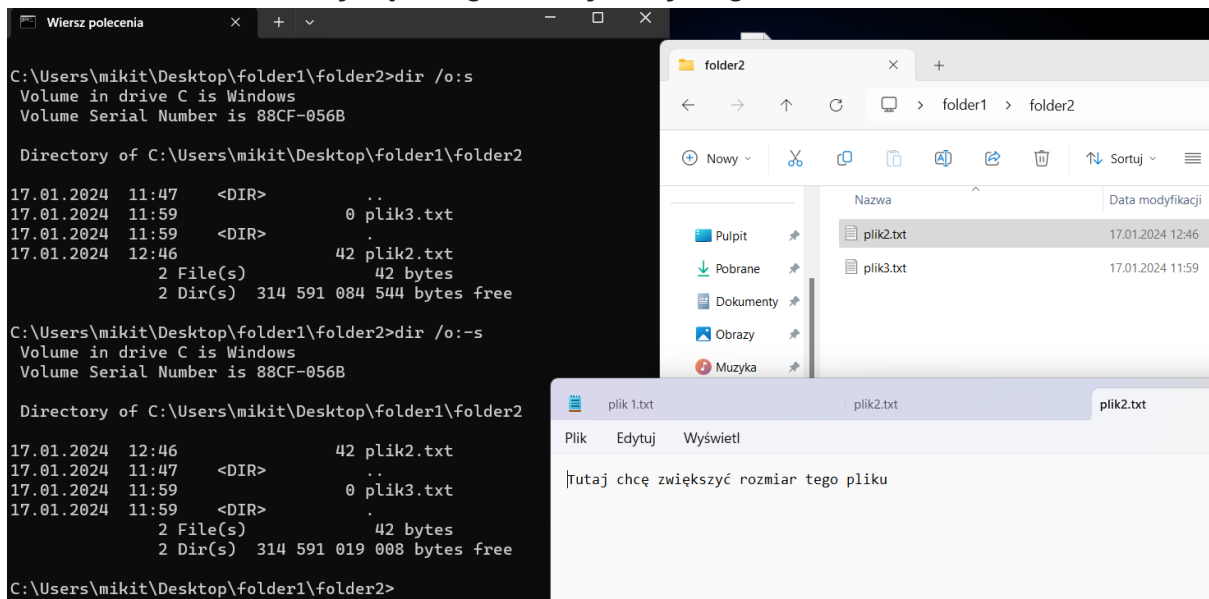 Wiersz polecenia
C:\Users\mikit\Desktop\folder1\folder2>dir /o:s
Volume in drive C is Windows
Volume Serial Number is 88CF-056B
Directory of C:\Users\mikit\Desktop\folder1\folder2
17.01.2024  11:47    <DIR>          ..
17.01.2024  11:59                 0 plik3.txt
17.01.2024  11:59    <DIR>          .
17.01.2024  12:46                42 plik2.txt
2 File(s)             42 bytes
2 Dir(s)  314 591 084 544 bytes free
C:\Users\mikit\Desktop\folder1\folder2>dir /o:-s
Volume in drive C is Windows
Volume Serial Number is 88CF-056B
Directory of C:\Users\mikit\Desktop\folder1\folder2
17.01.2024  12:46                42 plik2.txt
17.01.2024  11:47    <DIR>          ..
17.01.2024  11:59                 0 plik3.txt
17.01.2024  11:59    <DIR>          .
2 File(s)             42 bytes
2 Dir(s)  314 591 019 008 bytes free
C:\Users\mikit\Desktop\folder1\folder2>
folder2
folder1 > folder2
Nowy
Sortuj
Nazwa Data modyfikacji
Pulpit
Pobrane
Dokumenty
Obrazy
Muzyka
plik2.txt 17.01.2024 12:46
plik3.txt 17.01.2024 11:59
plik 1.txt plik2.txt plik2.txt
Plik Edytuj Wyświetl
Tutaj chcę zwiększyć rozmiar tego pliku